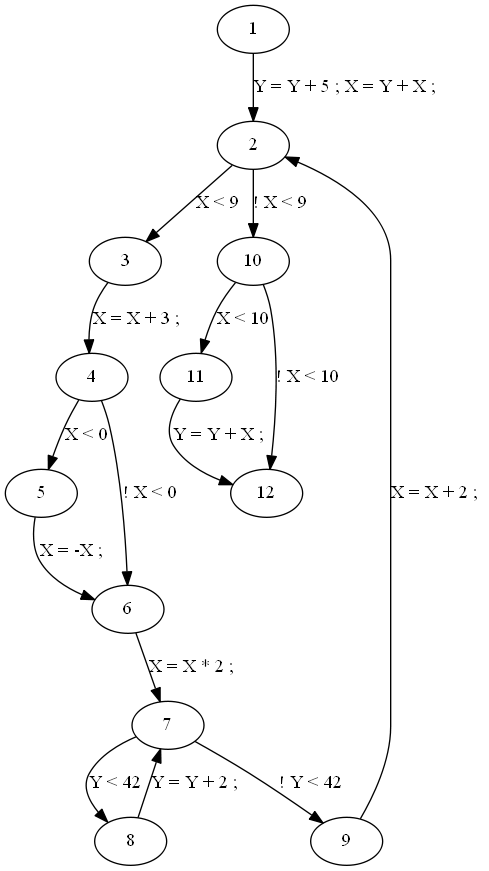 1
Y = Y + 5 ; X = Y + X ;
2
X < 9
! X < 9
3
10
X = X + 3 ;
X < 10
4
11
! X < 10
X < 0
Y = Y + X ;
5
! X < 0
12
X = X + 2 ;
X = -X ;
6
X = X * 2 ;
7
Y < 42
Y = Y + 2 ;
! Y < 42
8
9